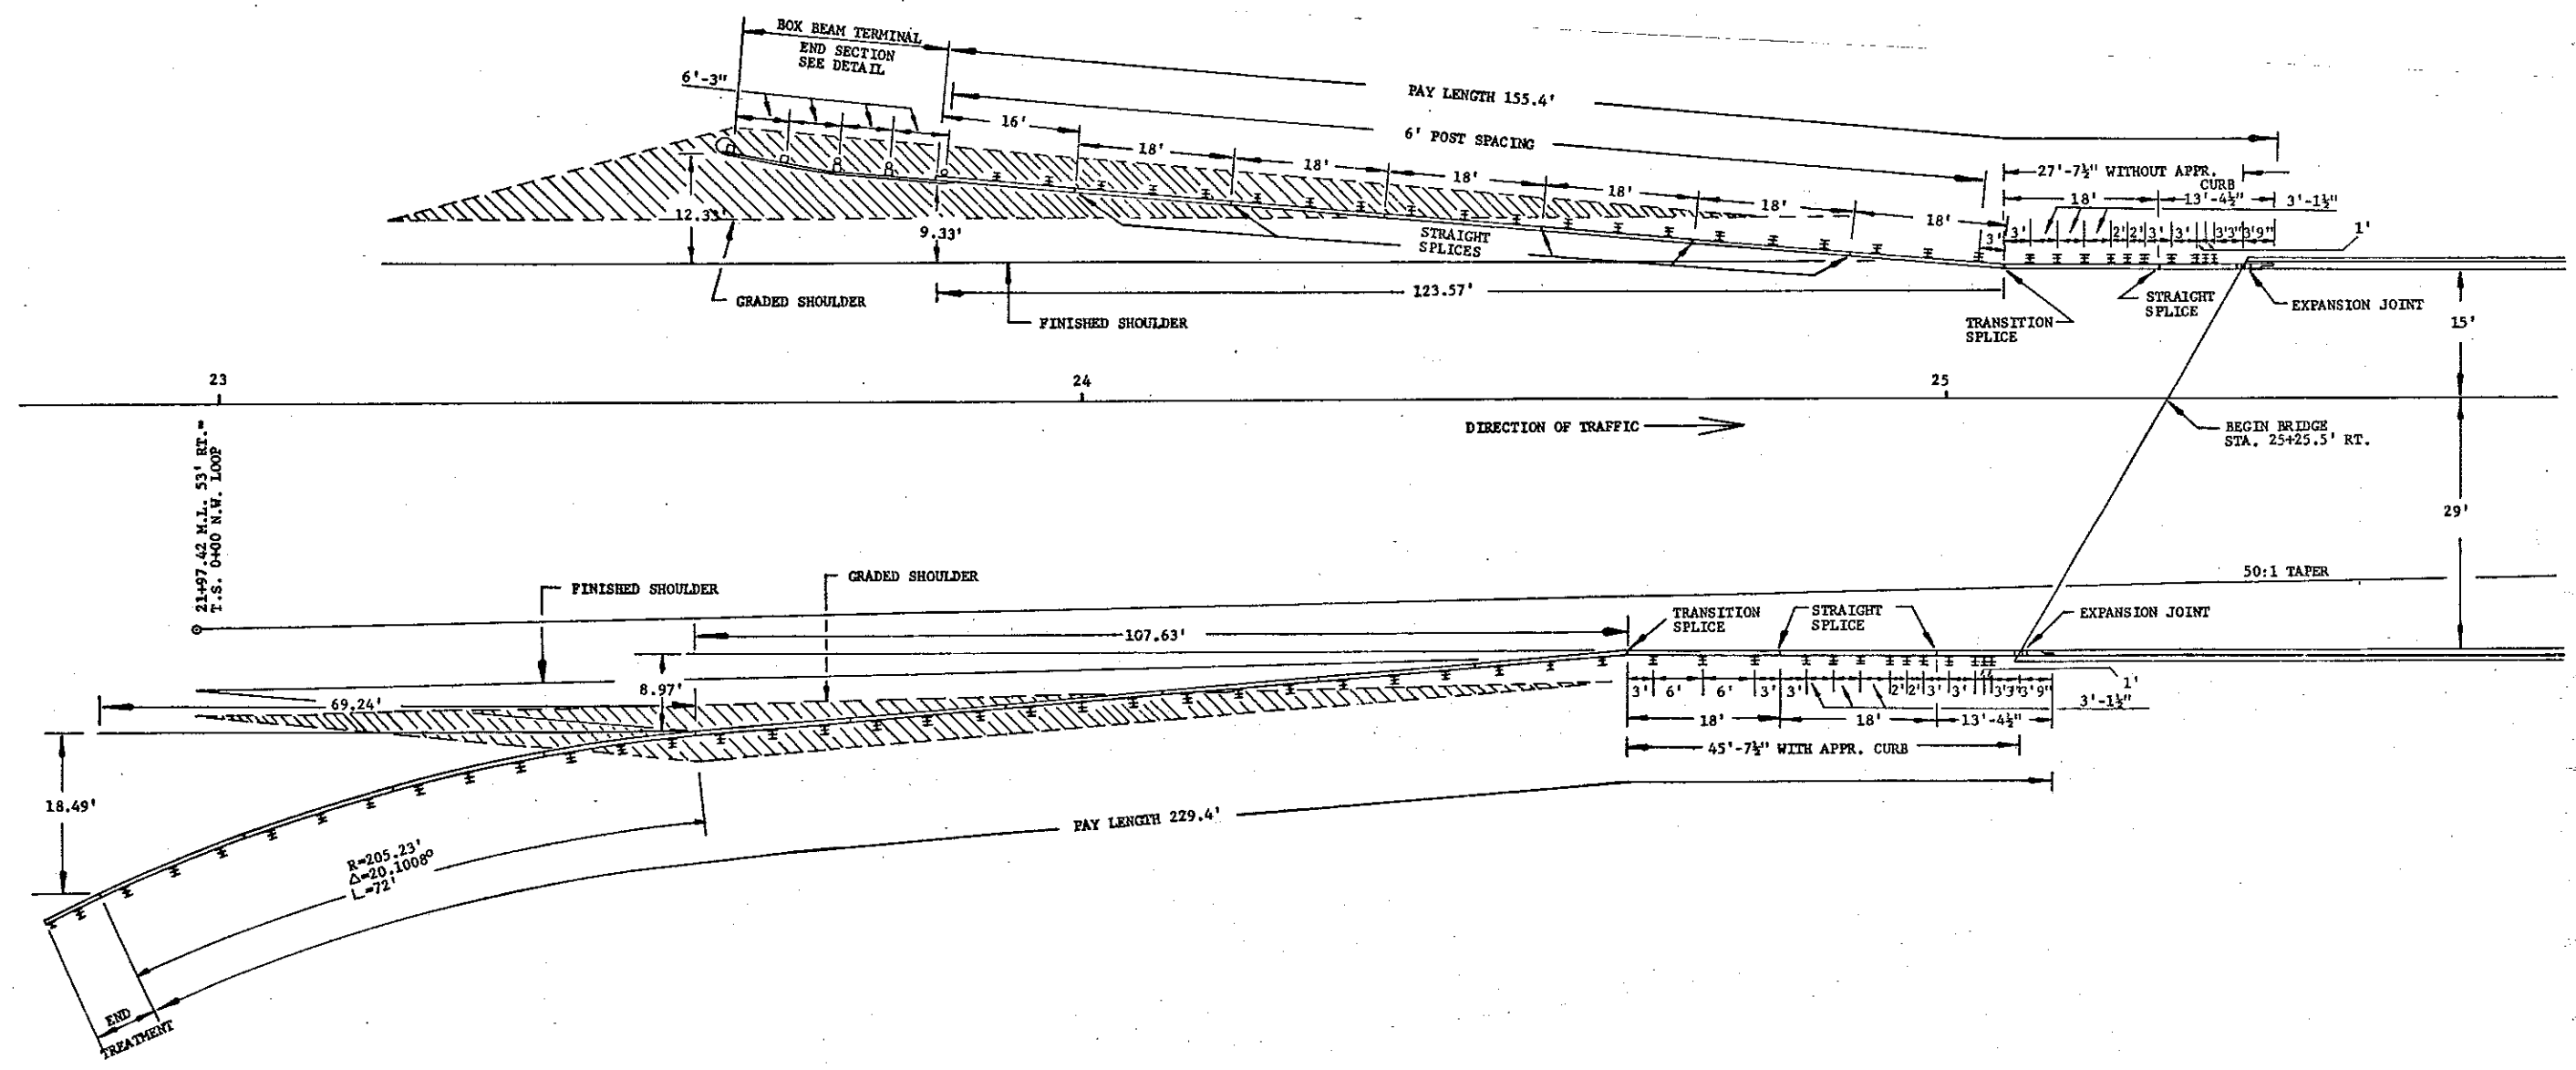 BOX BEAM TERMINAL
END SECTION
SEE DETAIL
6'-3"
PAY LENGTH 155.4'
16'
6' POST SPACING
18'
18'
18'
18'
18'
18'
27'-7½" WITHOUT APPR.
CURB
18'
13'-4½"
3'-1½"
3'
3'
2'
2'
3'
3'
3'3"
3'9"
1'
12.33'
9.33'
STRAIGHT
SPLICES
GRADED SHOULDER
FINISHED SHOULDER
123.57'
TRANSITION
SPLICE
STRAIGHT
SPLICE
EXPANSION JOINT
15'
23
24
25
DIRECTION OF TRAFFIC
BEGIN BRIDGE
STA. 25+25.5' RT.
21+97.42 M.L. 53' RT.=
T.S. 0+00 N.W. LOOP
29'
50:1 TAPER
FINISHED SHOULDER
GRADED SHOULDER
107.63'
TRANSITION
SPLICE
STRAIGHT
SPLICE
EXPANSION JOINT
69.24'
8.97'
3'
6'
6'
3'
3'
2'
2'
3'
3'
3'3"
3'9"
1'
3'-1½"
18'
18'
13'-4½"
45'-7½" WITH APPR. CURB
18.49'
PAY LENGTH 229.4'
R=205.23'
Δ=20.1008°
L=72'
END
TREATMENT